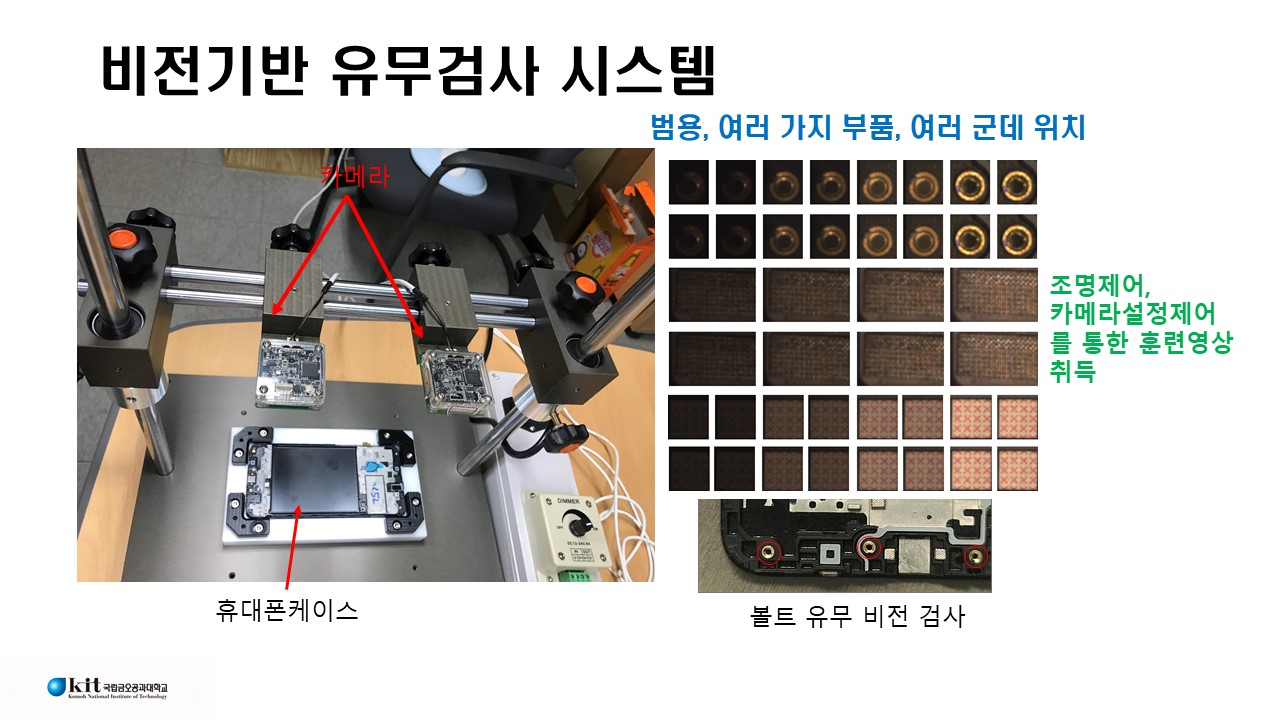 비전기반 유무검사 시스템
범용, 여러 가지 부품, 여러 군데 위치
카메라
조명제어,
카메라설정제어
를 통한 훈련영상
취득
DIMMER
OFF
IN OUT
휴대폰케이스
볼트 유무 비전 검사
kit 국립금오공과대학교
Kumoh National Institute of Technology